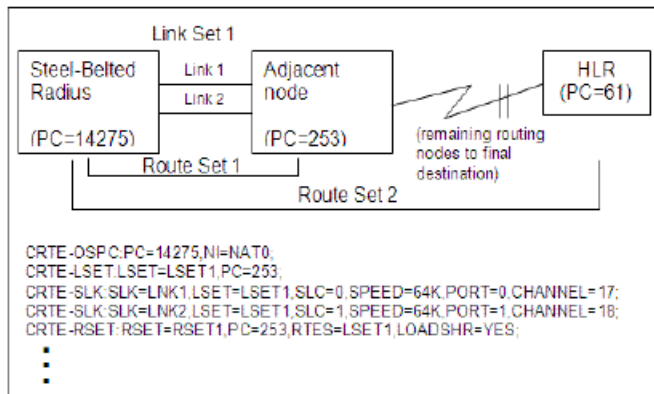 Link Set 1
Steel-Belted
Radius
(PC=14275)
Link 1
Link 2
Adjacent
node
(PC=253)
HLR
(PC=61)
(remaining routing
nodes to final
destination)
Route Set 1
Route Set 2
CRTE-OSPC:PC=14275,NI=NAT0;
CRTE-LSET:LSET=LSET1,PC=253;
CRTE-SLK:SLK=LNK1,LSET=LSET1,SLC=0,SPEED=64K,PORT=0,CHANNEL=17;
CRTE-SLK:SLK=LNK2,LSET=LSET1,SLC=1,SPEED=64K,PORT=1,CHANNEL=18;
CRTE-RSET:RSET=RSET1,PC=253,RTES=LSET1,LOADSHR=YES;